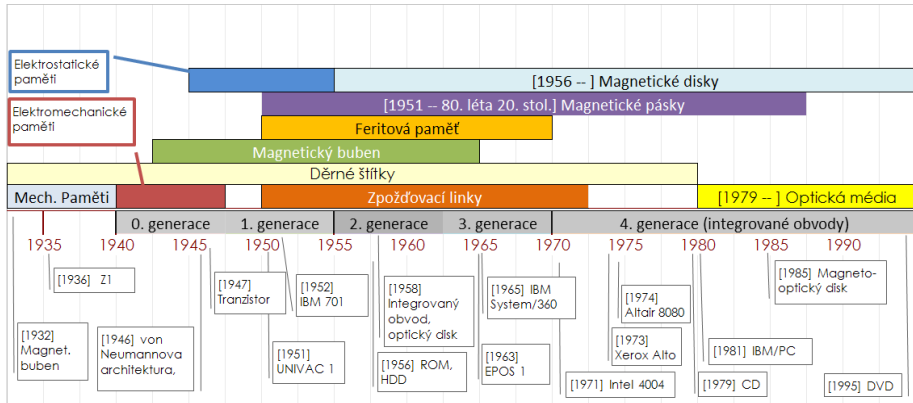 Elektrostatické
paměti
[1956 -- ] Magnetické disky
[1951 -- 80. léta 20. stol.] Magnetické pásky
Elektromechanické
paměti
Feritová paměť
Magnetický buben
Děrné štítky
Mech. Paměti
Zpožďovací linky
[1979 -- ] Optická média
0. generace
1. generace
2. generace
3. generace
4. generace (integrované obvody)
1935
1940
1945
1950
1955
1960
1965
1970
1975
1980
1985
1990
[1936] Z1
[1947]
Tranzistor
[1952]
IBM 701
[1958]
Integrovaný
obvod,
optický disk
[1965] IBM
System/360
[1974]
Altair 8080
[1985] Magneto-
optický disk
[1932]
Magnet.
buben
[1946] von
Neumannova
architektura,
[1951]
UNIVAC 1
[1956] ROM,
HDD
[1963]
EPOS 1
[1973]
Xerox Alto
[1981] IBM/PC
[1971] Intel 4004
[1979] CD
[1995] DVD